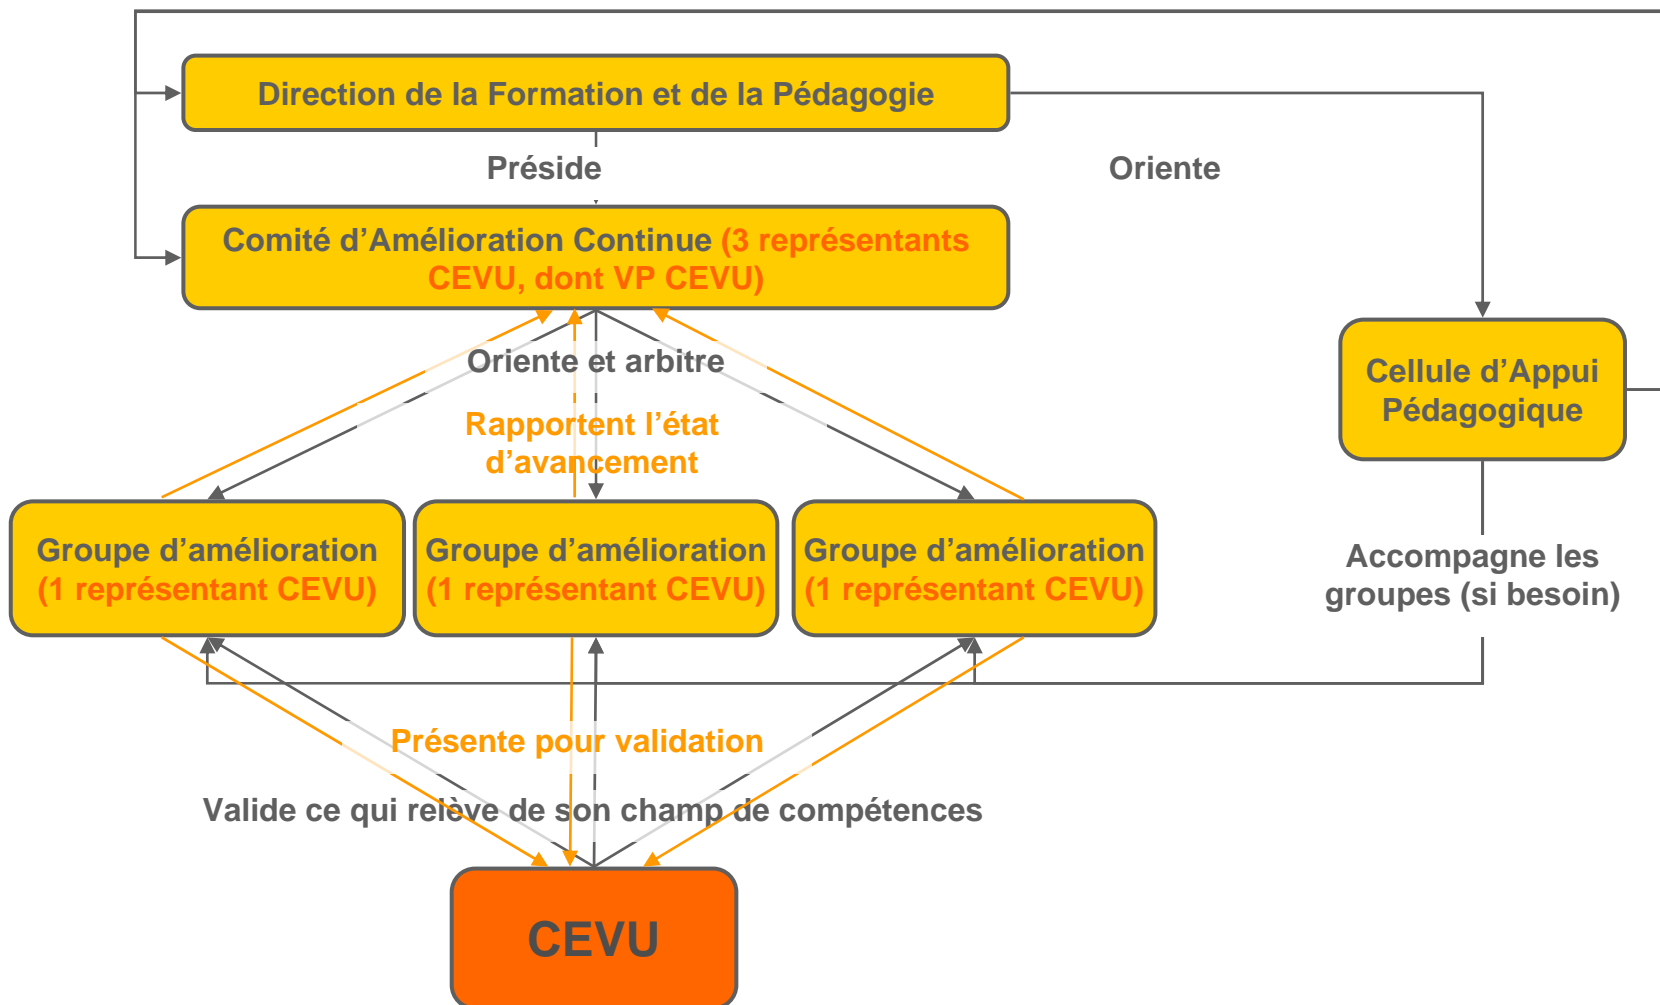 Direction de la Formation et de la Pédagogie
Préside
Oriente
Comité d’Amélioration Continue (3 représentants
CEVU, dont VP CEVU)
Oriente et arbitre
Cellule d’Appui
Pédagogique
Rapportent l’état
d’avancement
Groupe d’amélioration
(1 représentant CEVU)
Groupe d’amélioration
(1 représentant CEVU)
Groupe d’amélioration
(1 représentant CEVU)
Accompagne les
groupes (si besoin)
Présente pour validation
Valide ce qui relève de son champ de compétences
CEVU